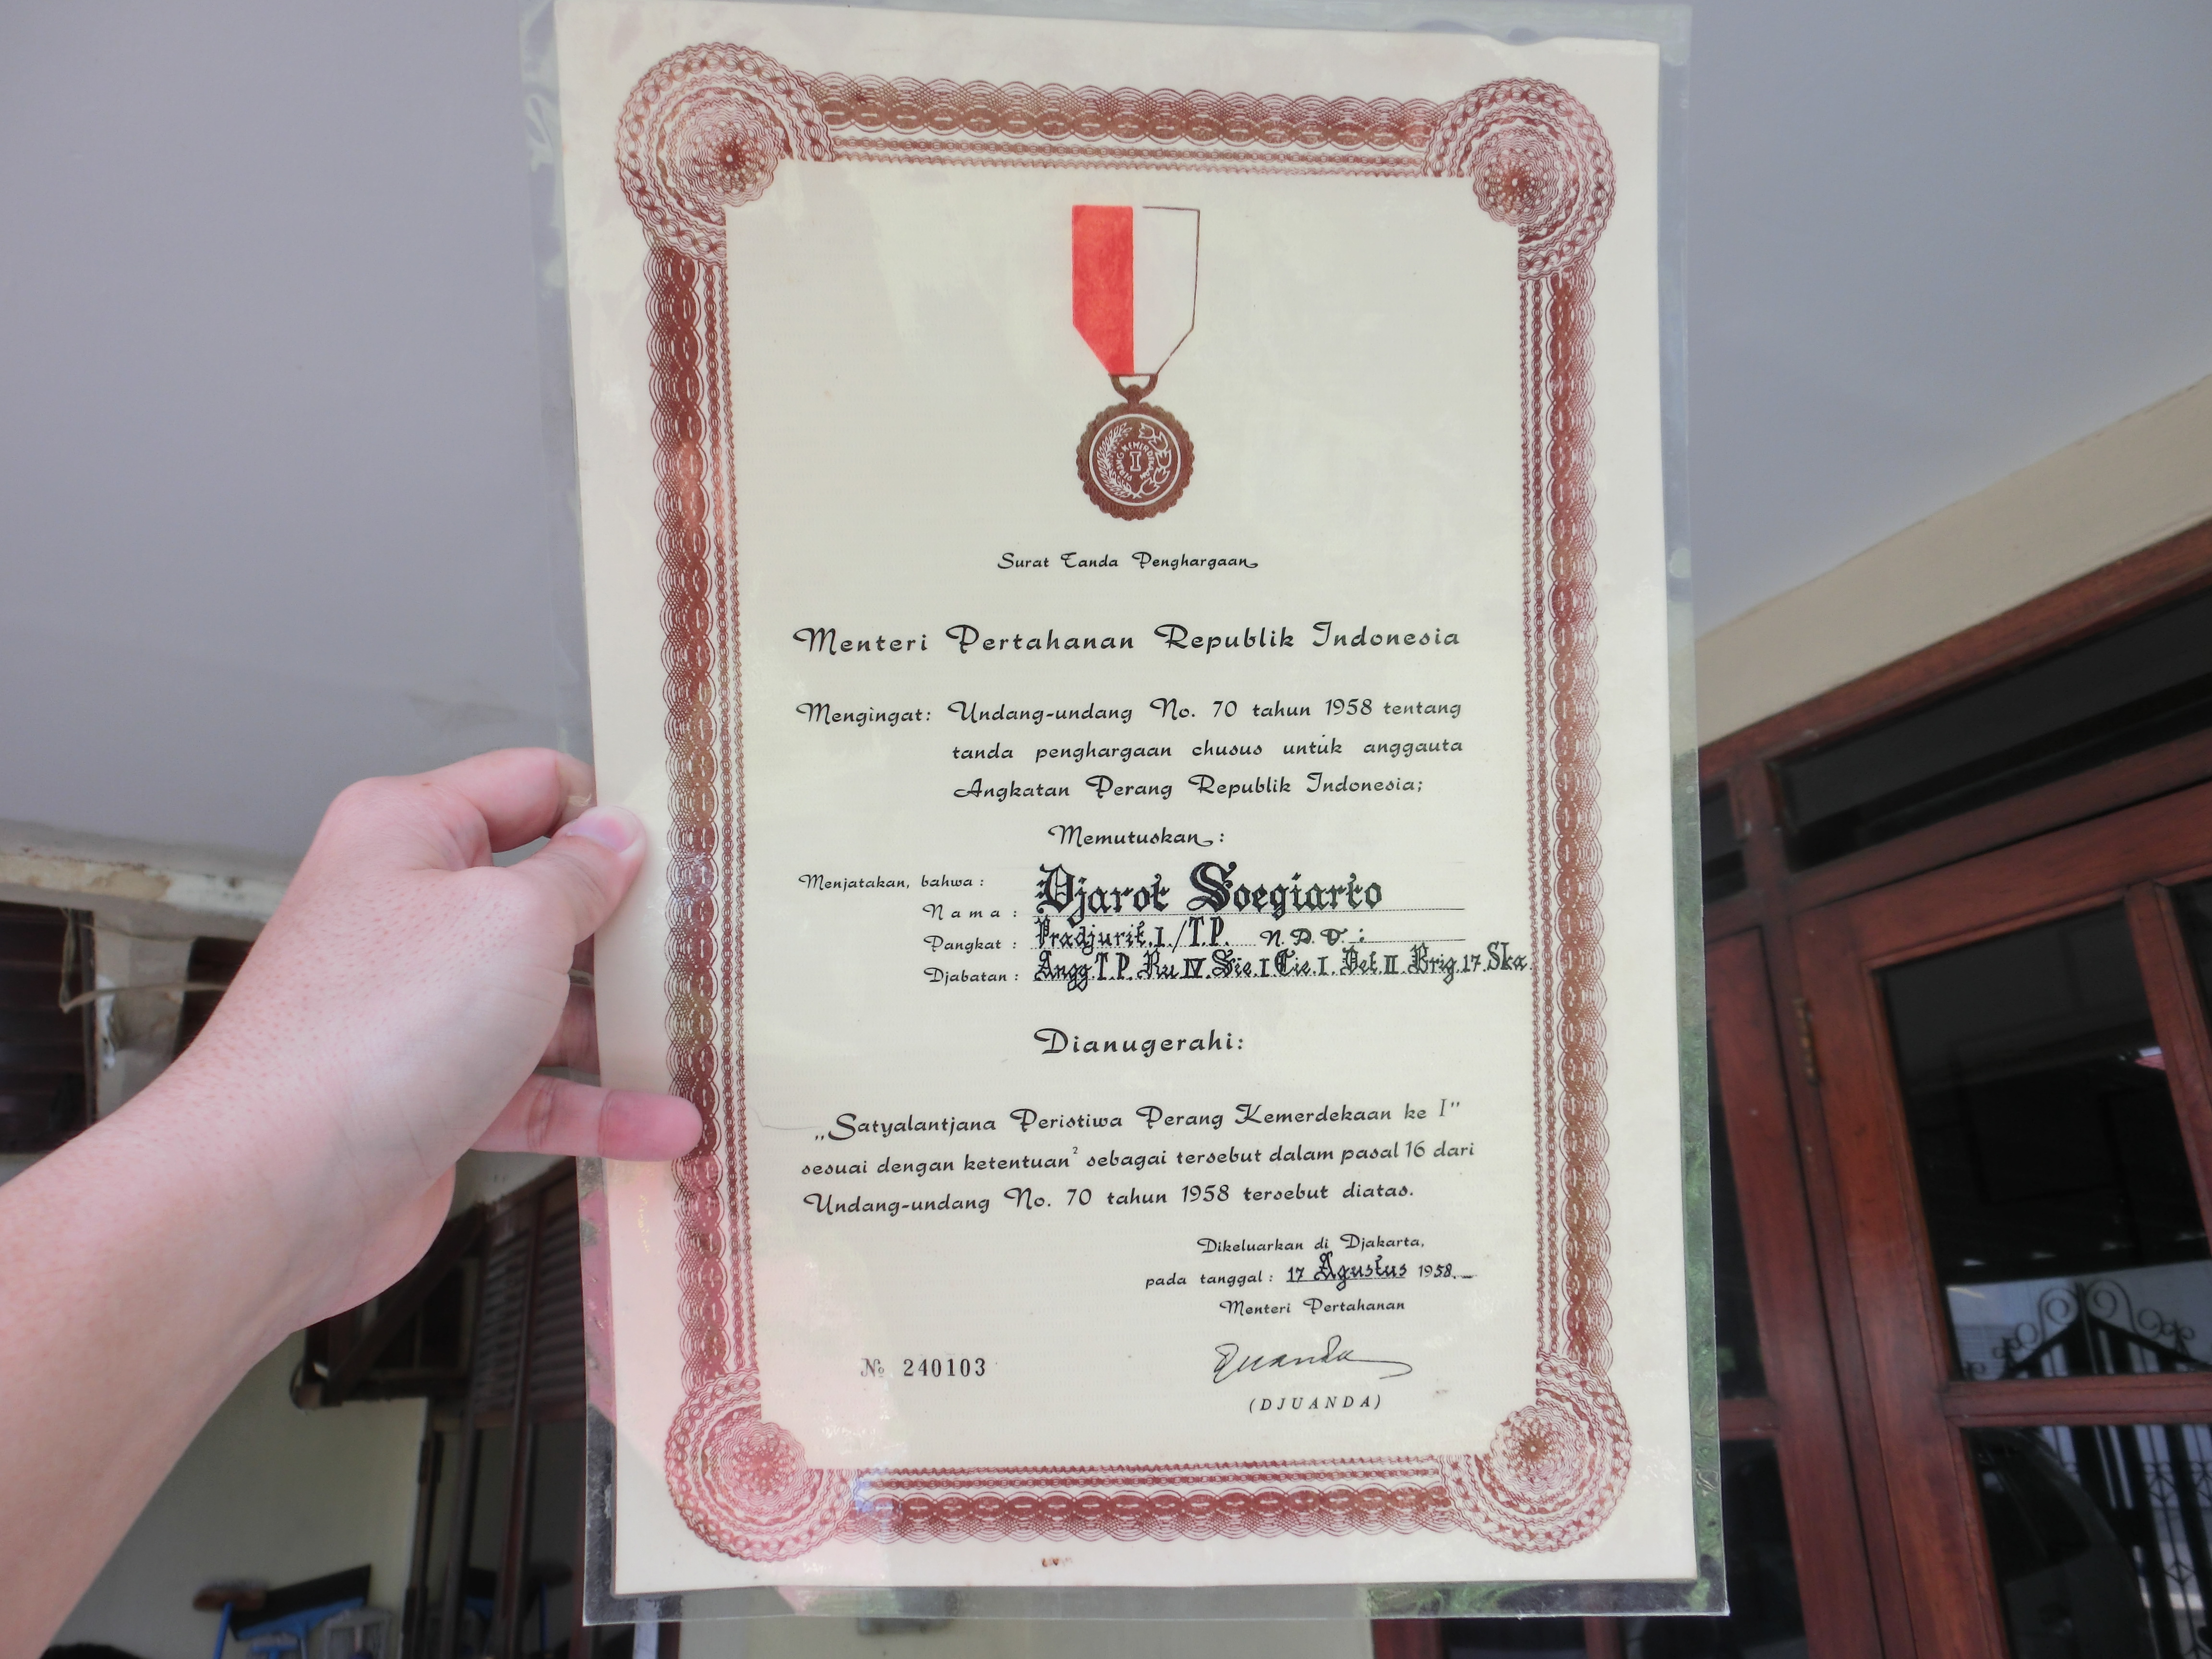 PERANG KEMERDEKAAN
I
Surat Tanda Penghargaan
Menteri Pertahanan Republik Indonesia
Mengingat: Undang-undang No. 70 tahun 1958 tentang
tanda penghargaan chusus untuk anggauta
Angkatan Perang Republik Indonesia;
Memutuskan:
Menjatakan, bahwa:
Nama: Djarot Soegiarto
Pangkat: Pradjurit.I./T.P. N.D.V:
Djabatan: Angg.T.P. Ru IV. Sie.I Cie.I. Det.II. Brig.17 Ska.
Dianugerahi:
„Satyalantjana Peristiwa Perang Kemerdekaan ke I”
sesuai dengan ketentuan² sebagai tersebut dalam pasal 16 dari
Undang-undang No. 70 tahun 1958 tersebut diatas.
Dikeluarkan di Djakarta,
pada tanggal: 17 Agustus 1958.
Menteri Pertahanan
Djuanda
№ 240103
(DJUANDA)